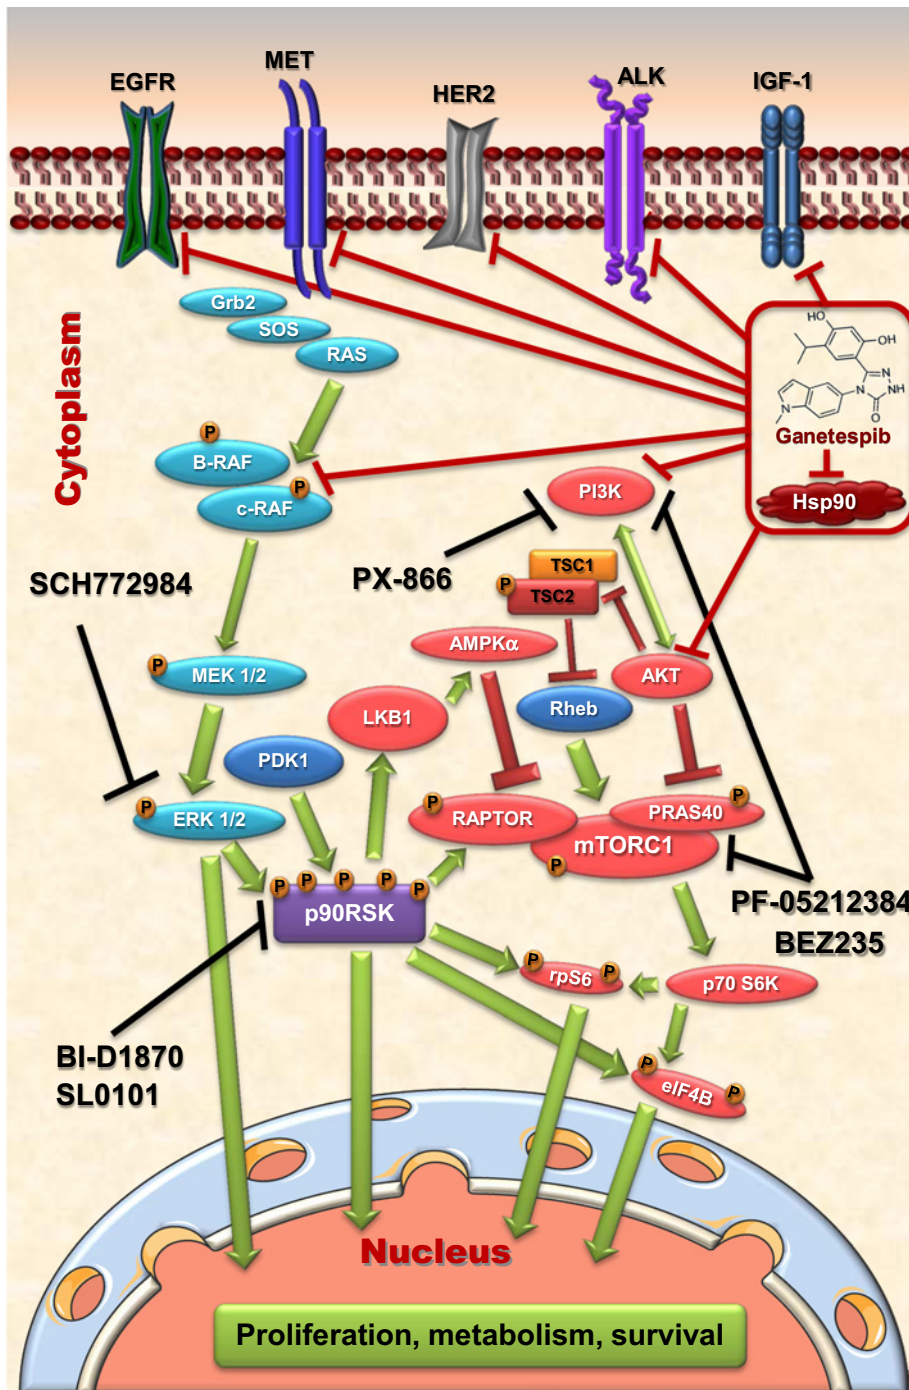 MET
EGFR
HER2
ALK
IGF-1
Grb2
SOS
RAS
Cytoplasm
HO
OH
N
NH
N
N
O
Ganetespib
Hsp90
P
B-RAF
P
c-RAF
PI3K
PX-866
SCH772984
TSC1
P
TSC2
AMPKα
P
MEK 1/2
AKT
LKB1
Rheb
PDK1
P
ERK 1/2
P
RAPTOR
P
PRAS40
mTORC1
P
P
P
P
P
P
p90RSK
PF-05212384
BEZ235
P
rpS6
P
p70 S6K
BI-D1870
SL0101
P
eIF4B
P
Nucleus
Proliferation, metabolism, survival